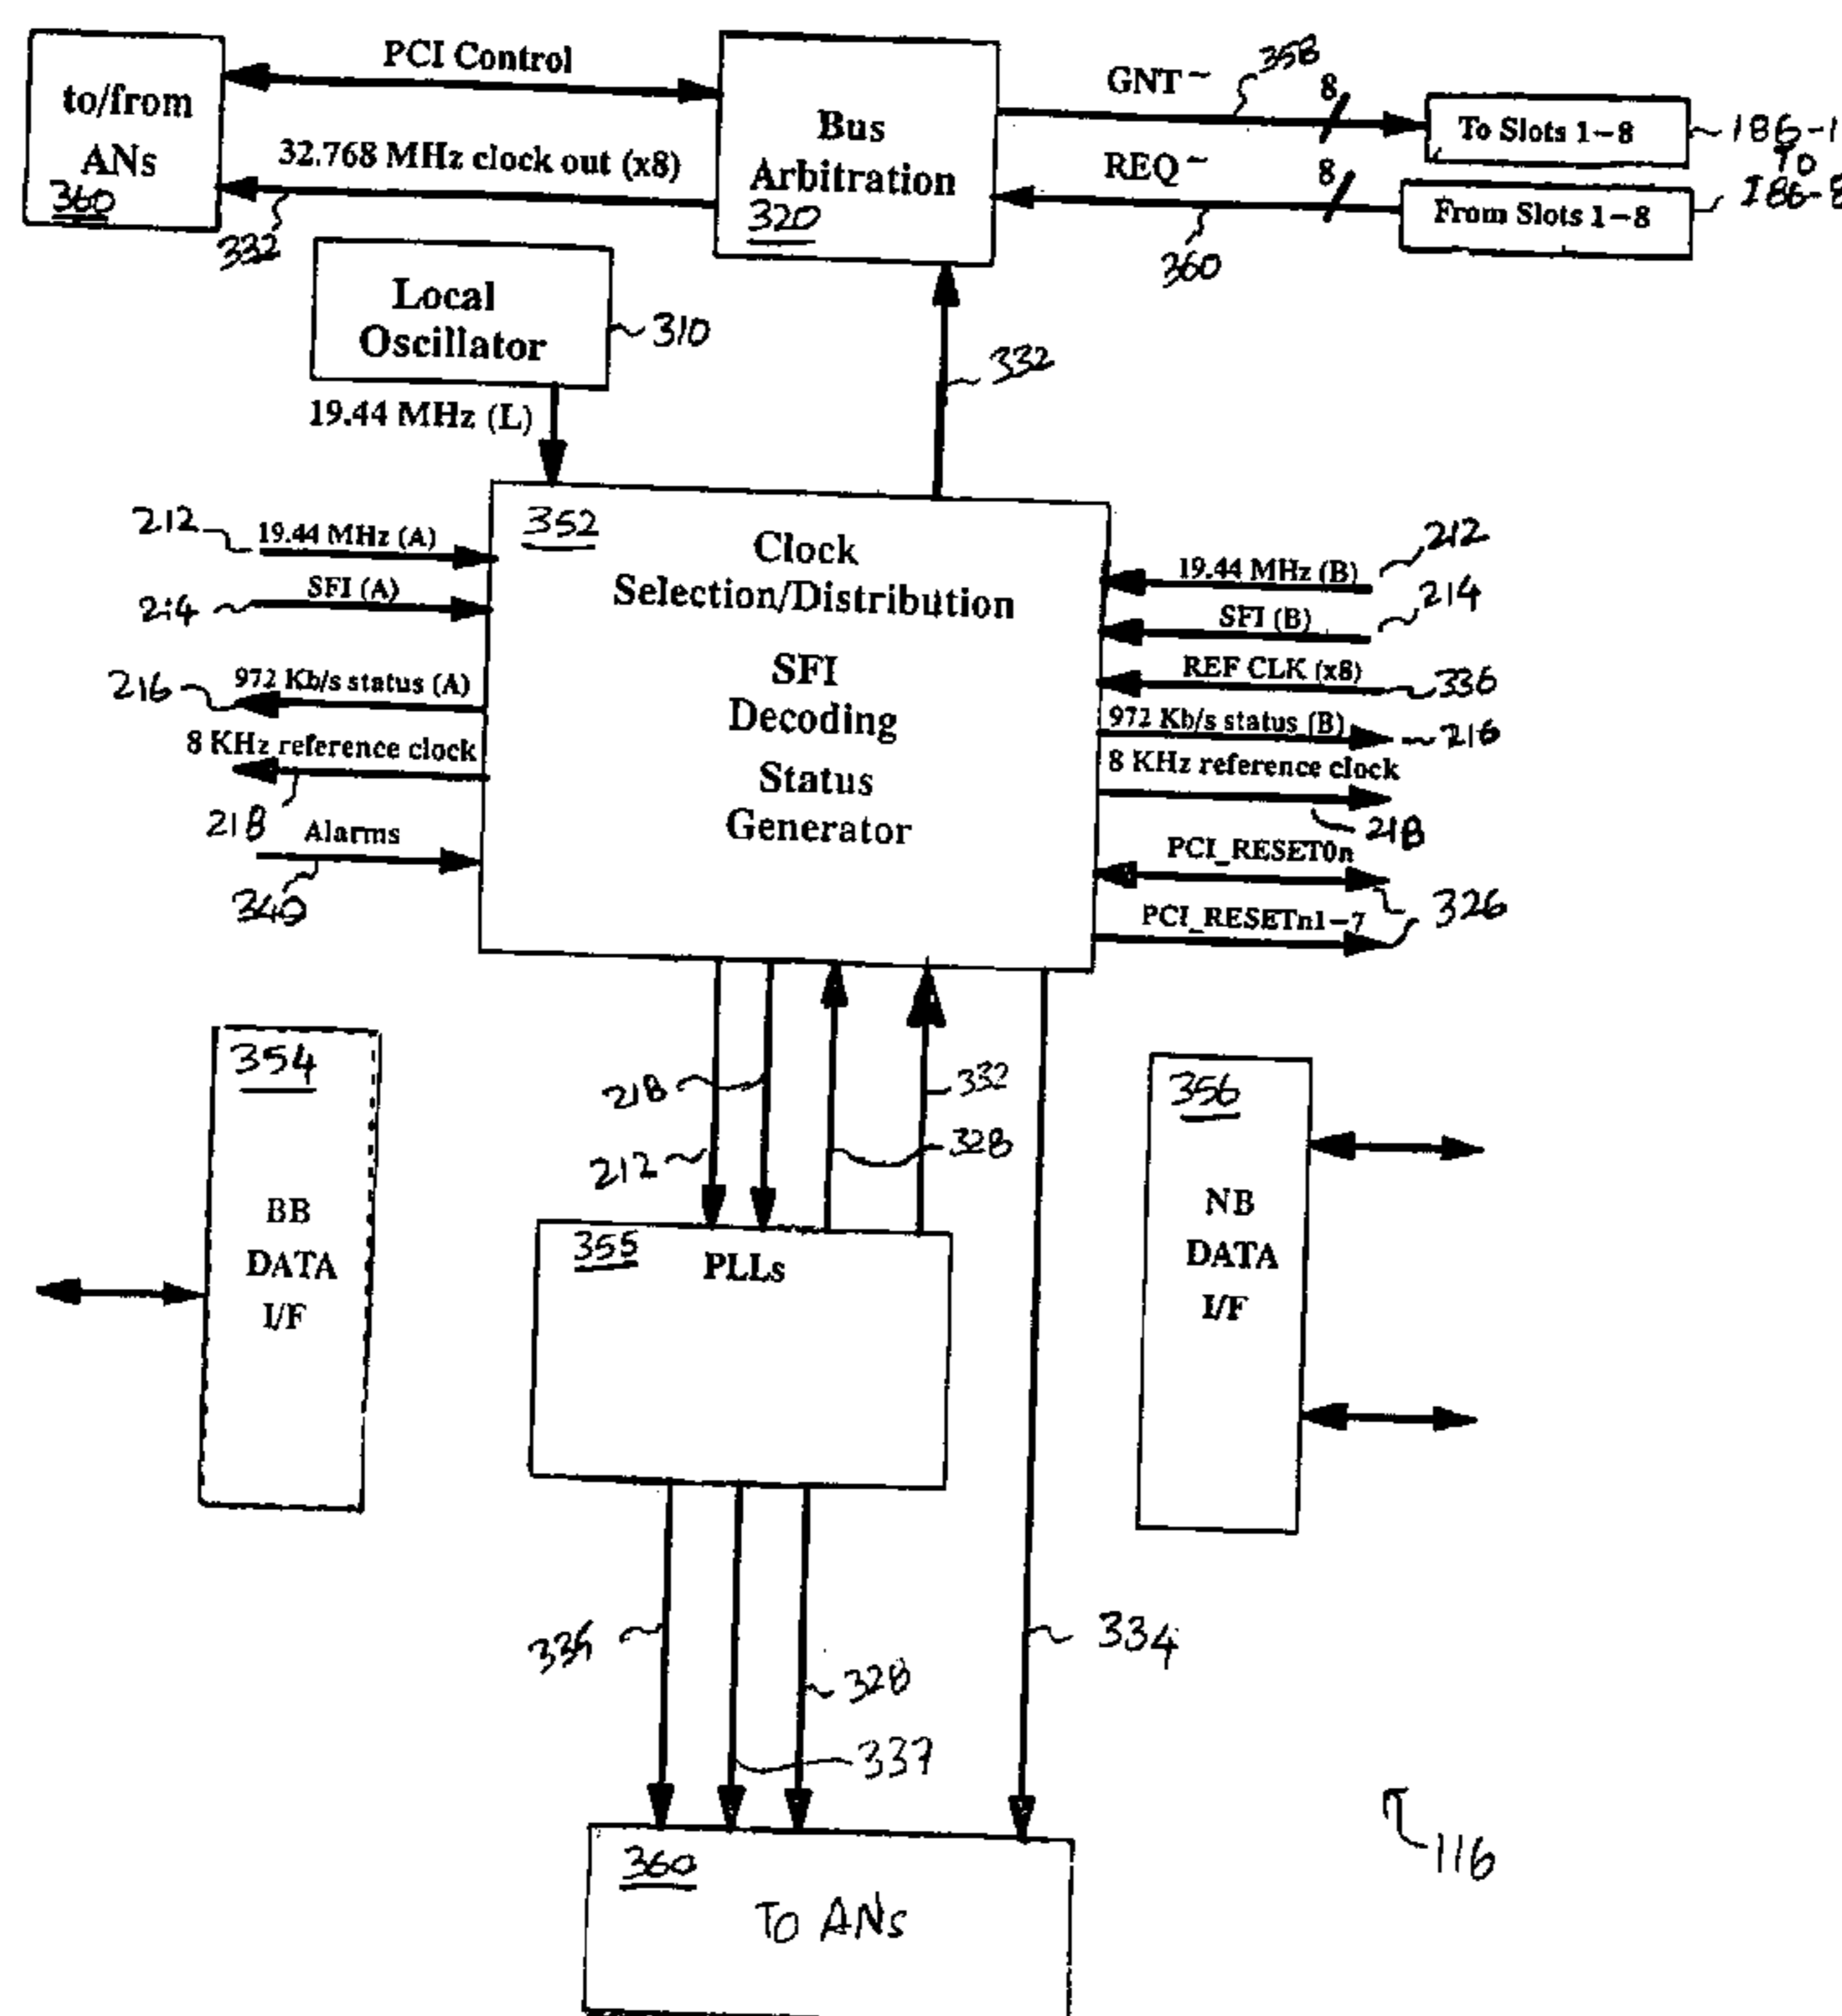 PCI Control
to/from
ANs
360
32.768 MHz clock out (x8)
332
Bus
Arbitration
320
GNT~
358
8
To Slots 1-8
186-1
TO
186-8
REQ~
8
From Slots 1-8
360
Local
Oscillator
310
19.44 MHz (L)
332
352
Clock
Selection/Distribution
SFI
Decoding
Status
Generator
212
19.44 MHz (A)
214
SFI (A)
216
972 Kb/s status (A)
8 KHz reference clock
218
Alarms
340
19.44 MHz (B)
212
SFI (B)
214
REF CLK (x8)
336
972 Kb/s status (B)
216
8 KHz reference clock
218
PCI_RESET0n
326
PCI_RESETn1-7
354
BB
DATA
I/F
218
212
332
328
356
NB
DATA
I/F
355
PLLs
328
337
334
360
TO ANs
116